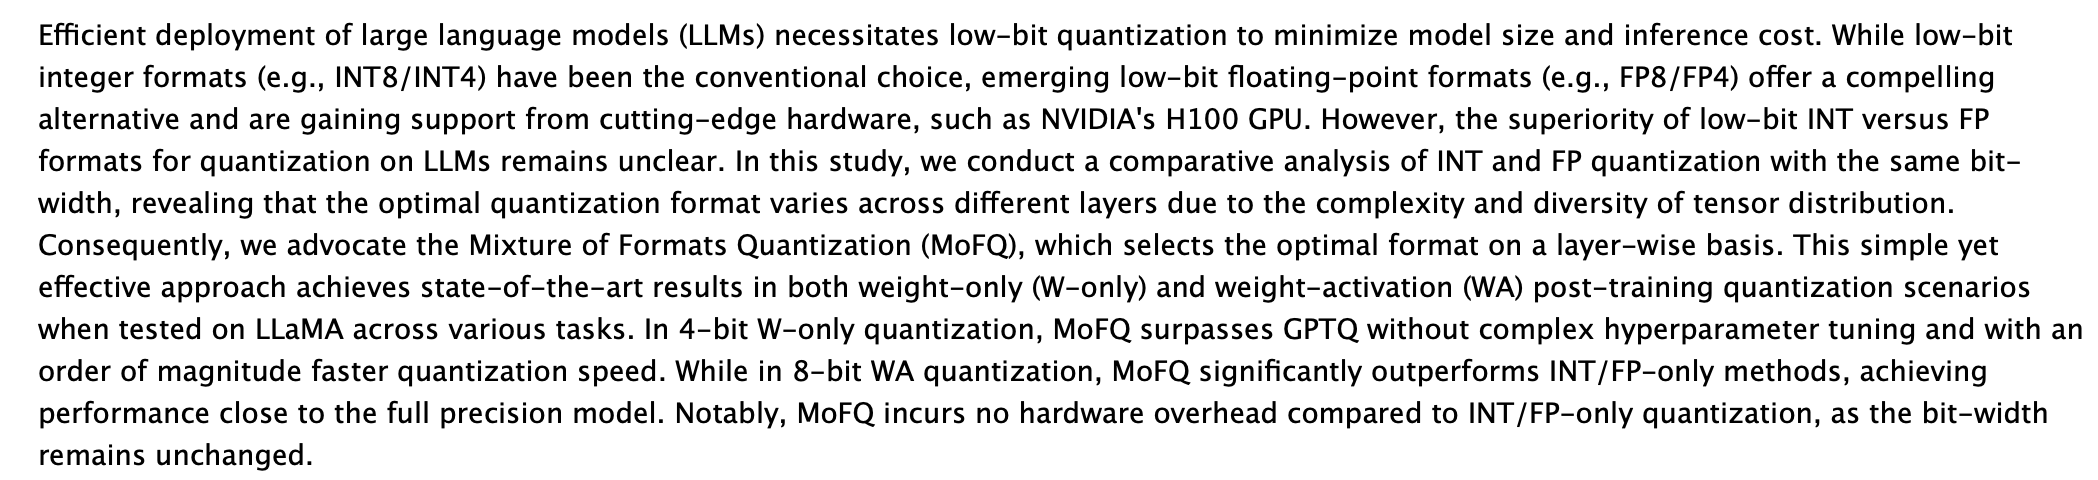 Efficient deployment of large language models (LLMs) necessitates low-bit quantization to minimize model size and inference cost. While low-bit
integer formats (e.g., INT8/INT4) have been the conventional choice, emerging low-bit floating-point formats (e.g., FP8/FP4) offer a compelling
alternative and are gaining support from cutting-edge hardware, such as NVIDIA's H100 GPU. However, the superiority of low-bit INT versus FP
formats for quantization on LLMs remains unclear. In this study, we conduct a comparative analysis of INT and FP quantization with the same bit-
width, revealing that the optimal quantization format varies across different layers due to the complexity and diversity of tensor distribution.
Consequently, we advocate the Mixture of Formats Quantization (MoFQ), which selects the optimal format on a layer-wise basis. This simple yet
effective approach achieves state-of-the-art results in both weight-only (W-only) and weight-activation (WA) post-training quantization scenarios
when tested on LLaMA across various tasks. In 4-bit W-only quantization, MoFQ surpasses GPTQ without complex hyperparameter tuning and with an
order of magnitude faster quantization speed. While in 8-bit WA quantization, MoFQ significantly outperforms INT/FP-only methods, achieving
performance close to the full precision model. Notably, MoFQ incurs no hardware overhead compared to INT/FP-only quantization, as the bit-width
remains unchanged.